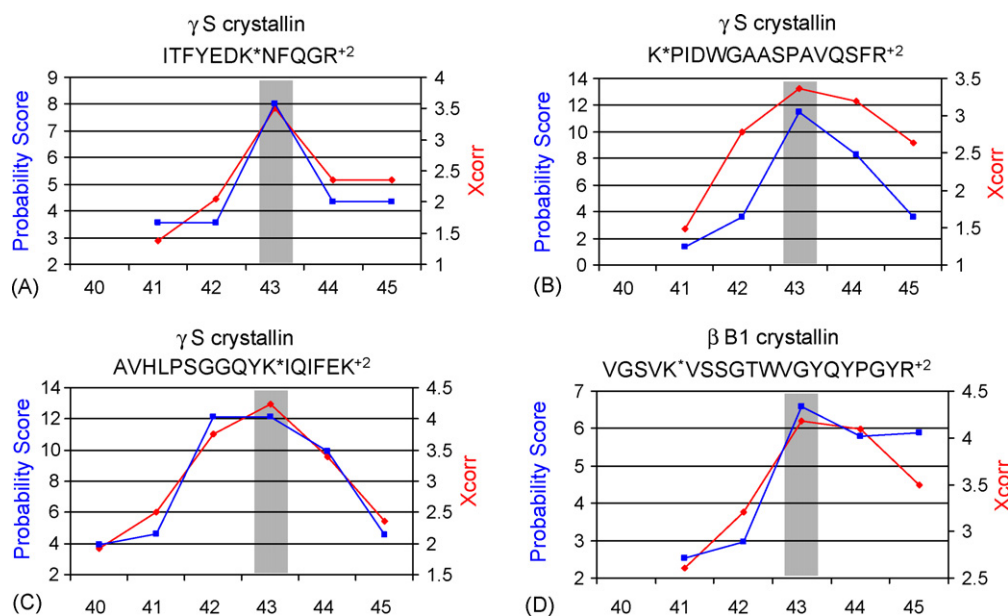 γ S crystallin
ITFYEDK*NFQGR+2
Probability Score
9
8
7
6
5
4
3
2
4
3.5
3
2.5
2
1.5
1
Xcorr
40 41 42 43 44 45
(A)
γ S crystallin
K*PIDWGAASPAVQSFR+2
Probability Score
14
12
10
8
6
4
2
0
3.5
3
2.5
2
1.5
1
Xcorr
40 41 42 43 44 45
(B)
γ S crystallin
AVHLPSGGQYK*IQIFEK+2
Probability Score
14
12
10
8
6
4
2
4.5
4
3.5
3
2.5
2
1.5
Xcorr
40 41 42 43 44 45
(C)
β B1 crystallin
VGSVK*VSSGTWVGYQYPGYR+2
Probability Score
7
6
5
4
3
2
4.5
4
3.5
3
2.5
Xcorr
40 41 42 43 44 45
(D)